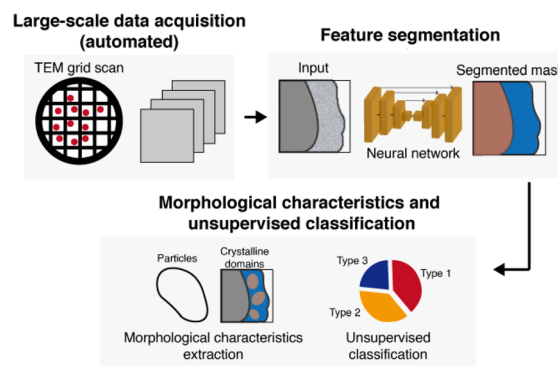 Large-scale data acquisition
(automated)
TEM grid scan
Feature segmentation
Input
Neural network
Segmented mask
Morphological characteristics and
unsupervised classification
Particles
Crystalline
domains
Morphological characteristics
extraction
Type 3
Type 1
Type 2
Unsupervised
classification